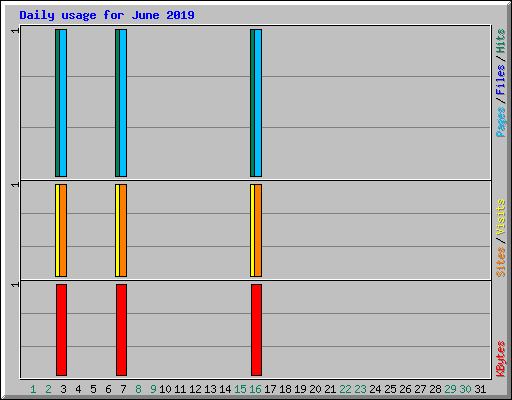 Daily usage for June 2019
1
Pages/Files/Hits
1
Sites/Visits
1
KBytes
1 2 3 4 5 6 7 8 9 10 11 12 13 14 15 16 17 18 19 20 21 22 23 24 25 26 27 28 29 30 31